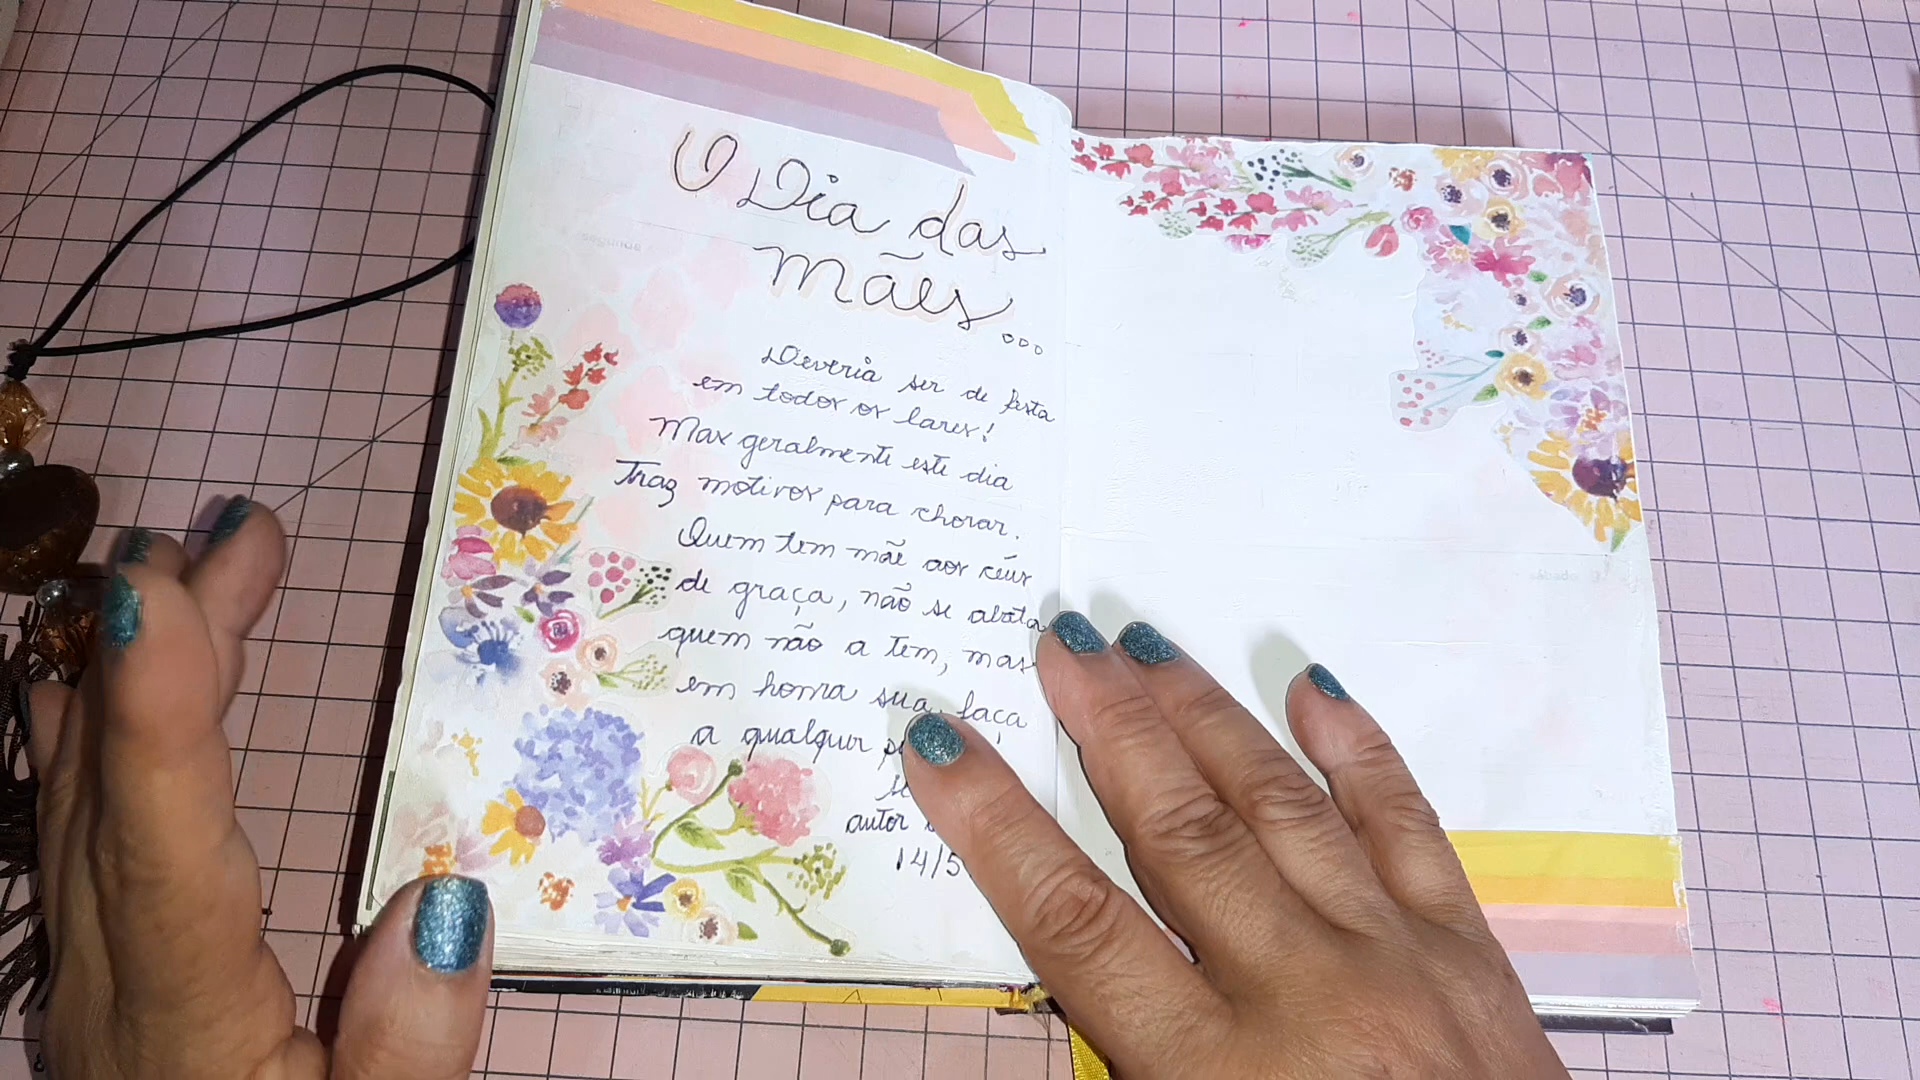 O Dia das
mães...
Deveria ser de festa
em todos os lares!
Mas geralmente este dia
Traz motivos para chorar.
Quem tem mãe aos céus
de graça, não se abata
quem não a tem, mas
em honra sua, faça
a qualquer
autor
14/5